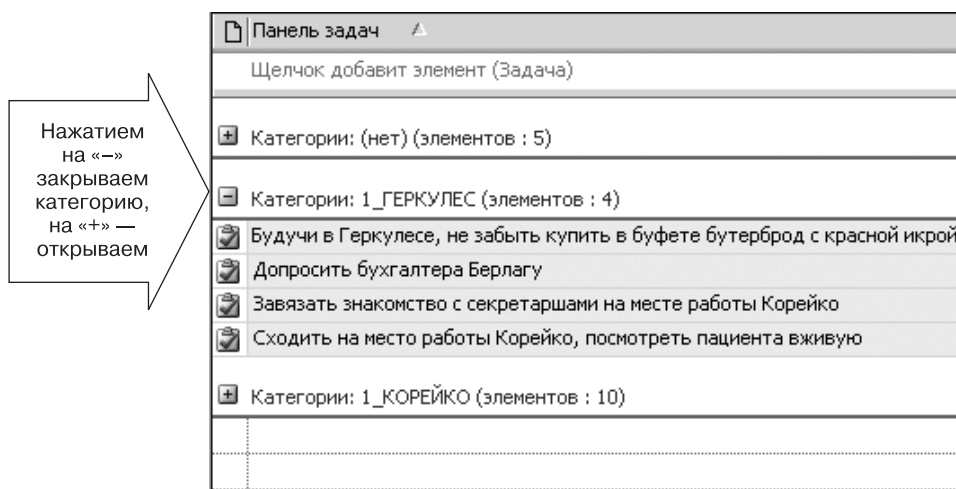 Панель задач
Щелчок добавит элемент (Задача)
Нажатием
на «–»
закрываем
категорию,
на «+» —
открываем
Категории: (нет) (элементов : 5)
Категории: 1_ГЕРКУЛЕС (элементов : 4)
Будучи в Геркулесе, не забыть купить в буфете бутерброд с красной икрой
Допросить бухгалтера Берлагу
Завязать знакомство с секретаршами на месте работы Корейко
Сходить на место работы Корейко, посмотреть пациента вживую
Категории: 1_КОРЕЙКО (элементов : 10)